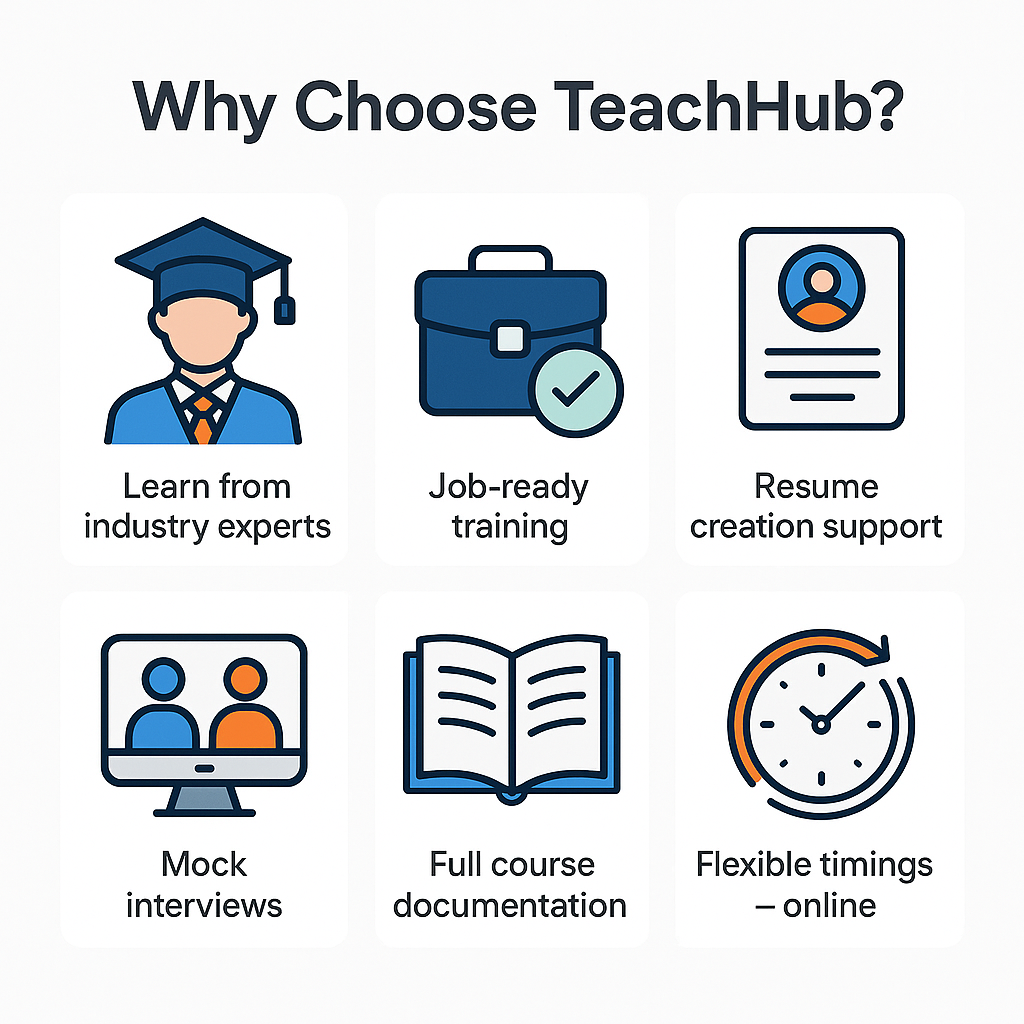 Why Choose TeachHub?
Learn from
industry experts
Job-ready
training
Resume
creation support
Mock
interviews
Full course
documentation
Flexible timings
– online